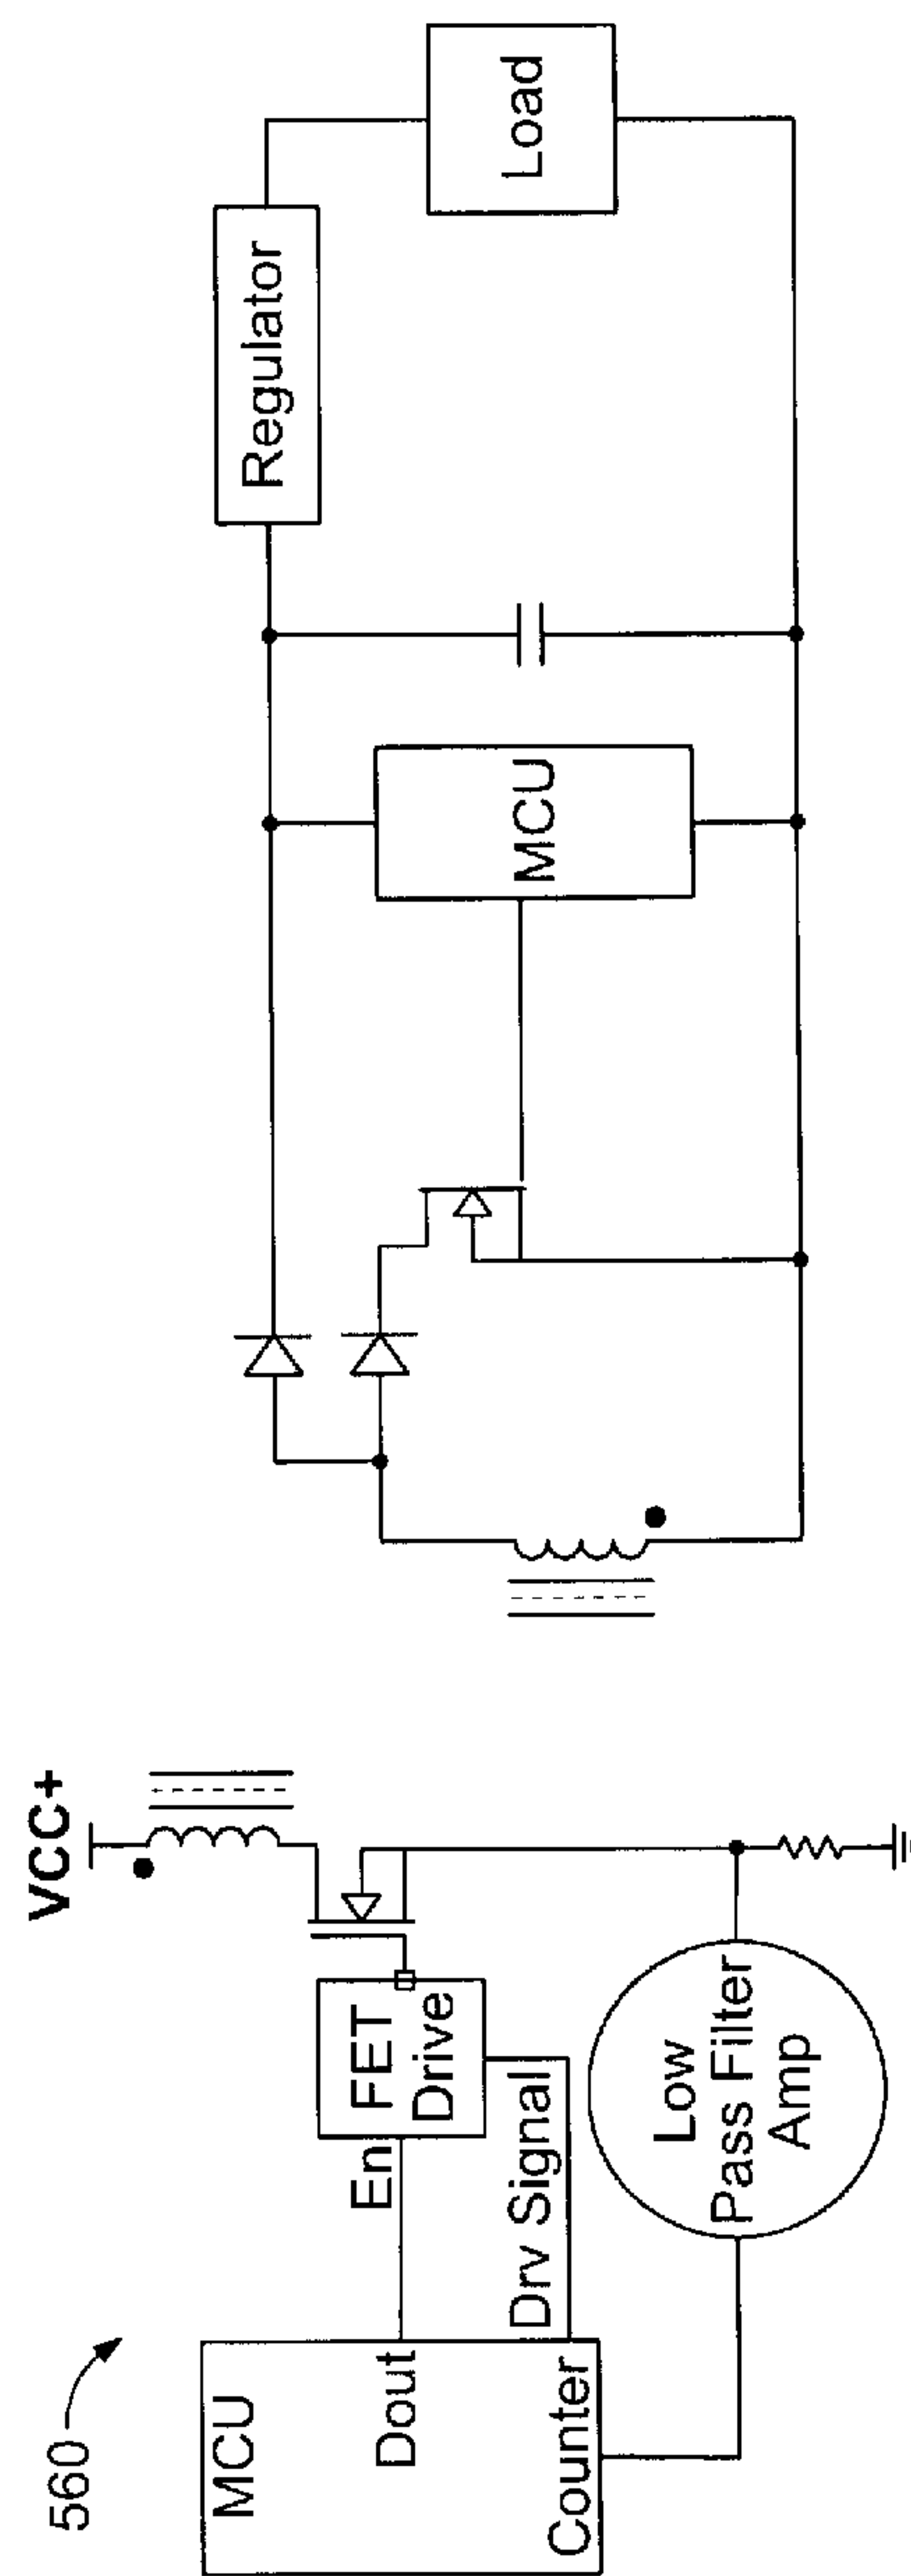 560
MCU
Dout
Counter
En
Drv Signal
FET
Drive
VCC+
Low
Pass Filter
Amp
MCU
Regulator
Load